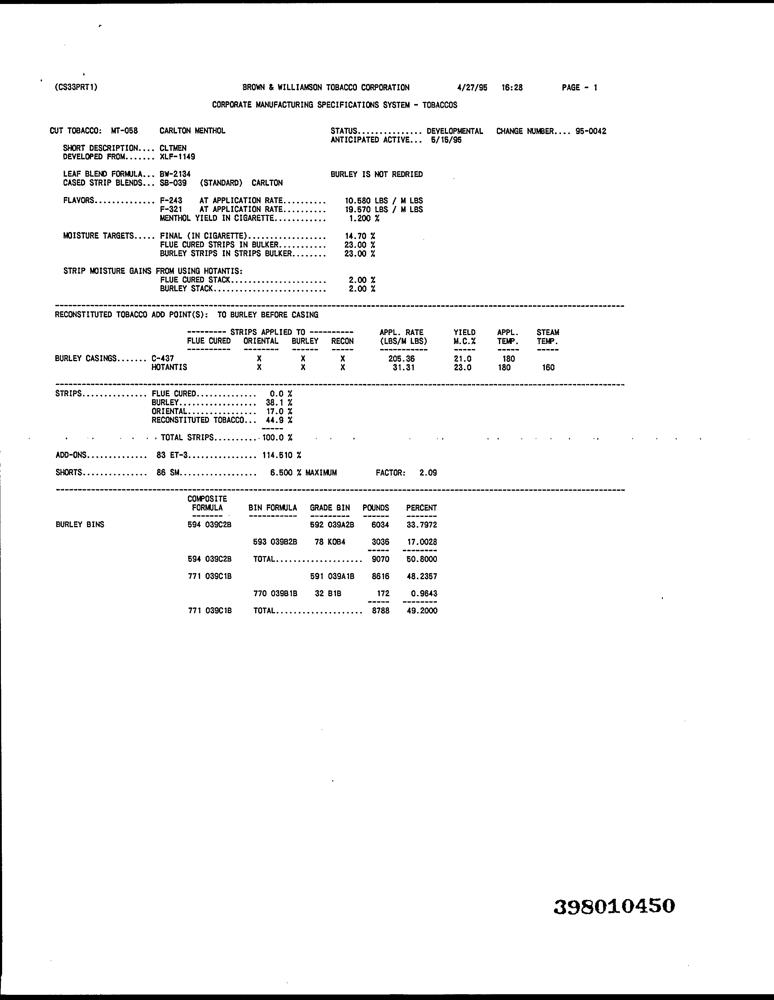 (CS33PRT1) BROWN & WILLIAMSON TOBACCO CORPORATION 4/27/95 16:28 PAGE - 1
CORPORATE MANUFACTURING SPECIFICATIONS SYSTEM - TOBACCOS
CUT TOBACCO: MT-058 CARLTON MENTHOL STATUS............... DEVELOPMENTAL CHANGE NUMBER.... 95-0042
ANTICIPATED ACTIVE... 5/15/95
SHORT DESCRIPTION.... CLTMEN
DEVELOPED FROM....... XLF-1149
LEAF BLEND FORMULA... BW-2134 BURLEY IS NOT REDRIED
CASED STRIP BLENDS... SB-039 (STANDARD) CARLTON
FLAVORS.............. F-243 AT APPLICATION RATE.......... 10.580 LBS / M LBS
F-321 AT APPLICATION RATE.......... 19.570 LBS / M LBS
MENTHOL YIELD IN CIGARETTE............ 1.200 %
MOISTURE TARGETS..... FINAL (IN CIGARETTE).................. 14.70 %
FLUE CURED STRIPS IN BULKER........... 23.00 %
BURLEY STRIPS IN STRIPS BULKER........ 23.00 %
STRIP MOISTURE GAINS FROM USING HOTANTIS:
FLUE CURED STACK...................... 2.00 %
BURLEY STACK.......................... 2.00 %
RECONSTITUTED TOBACCO ADD POINT(S): TO BURLEY BEFORE CASING
--------- STRIPS APPLIED TO ---------- APPL. RATE YIELD APPL. STEAM
FLUE CURED ORIENTAL BURLEY RECON (LBS/M LBS) M.C.% TEMP. TEMP.
BURLEY CASINGS....... C-437 X X X 205.36 21.0 180
HOTANTIS X X X 31.31 23.0 180 160
STRIPS............... FLUE CURED.............. 0.0 %
BURLEY.................. 38.1 %
ORIENTAL................ 17.0 %
RECONSTITUTED TOBACCO... 44.9 %
TOTAL STRIPS.......... 100.0 %
ADD-ONS.............. 83 ET-3................ 114.510 %
SHORTS............... 86 SM.................. 6.500 % MAXIMUM FACTOR: 2.09
COMPOSITE
FORMULA BIN FORMULA GRADE BIN POUNDS PERCENT
BURLEY BINS 594 039C2B 592 039A2B 6034 33.7972
593 039B2B 78 KOB4 3036 17.0028
594 039C2B TOTAL.................... 9070 50.8000
771 039C1B 591 039A1B 8616 48.2357
770 039B1B 32 B1B 172 0.9643
771 039C1B TOTAL.................... 8788 49.2000
398010450